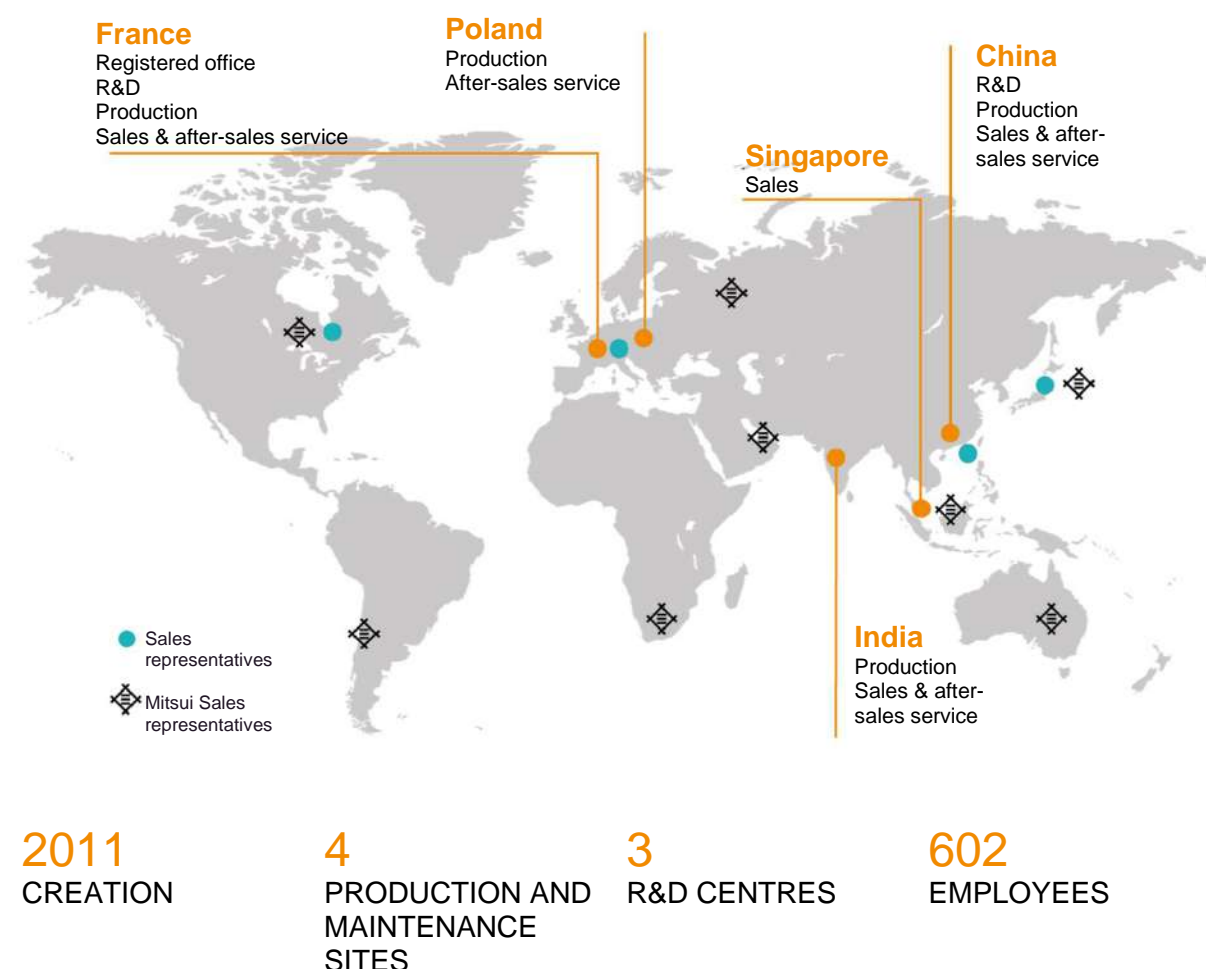 France
Registered office
R&D
Production
Sales & after-sales service
Poland
Production
After-sales service
China
R&D
Production
Sales & after-
sales service
Singapore
Sales
India
Production
Sales & after-
sales service
Sales
representatives
Mitsui Sales
representatives
2011
CREATION
4
PRODUCTION AND
MAINTENANCE
SITES
3
R&D CENTRES
602
EMPLOYEES